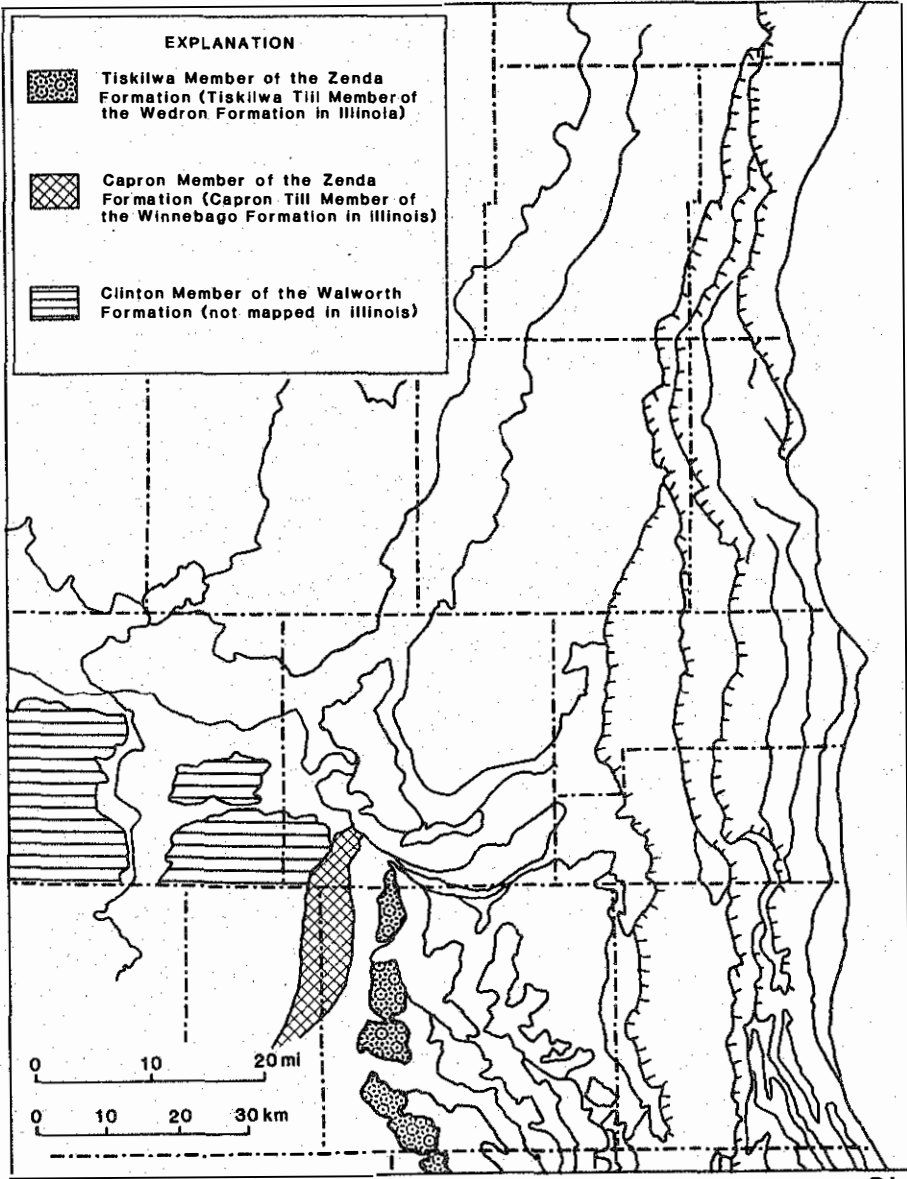 EXPLANATION
Tiskilwa Member of the Zenda
Formation (Tiskilwa Till Member of
the Wedron Formation in Illinois)
Capron Member of the Zenda
Formation (Capron Till Member of
the Winnebago Formation in Illinois)
Clinton Member of the Walworth
Formation (not mapped in Illinois)
0 10 20 mi
0 10 20 30 km